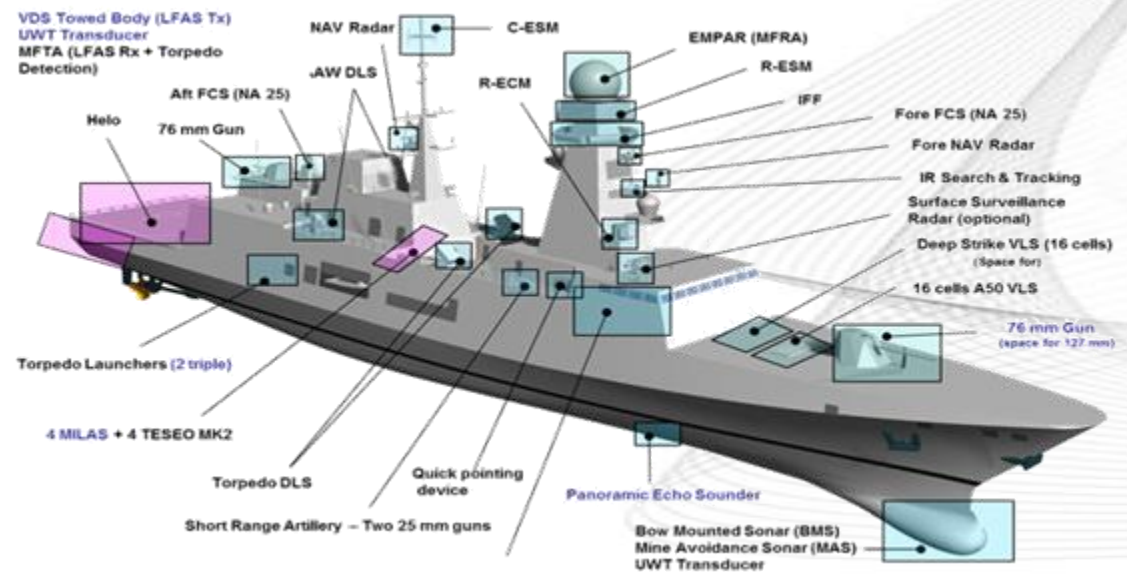 VDS Towed Body (LFAS Tx)
UWT Transducer
MFTA (LFAS Rx + Torpedo
Detection)
NAV Radar
C-ESM
EMPAR (MFRA)
.AW DLS
R-ECM
R-ESM
Aft FCS (NA 25)
IFF
Helo
76 mm Gun
Fore FCS (NA 25)
Fore NAV Radar
IR Search & Tracking
Surface Surveillance
Radar (optional)
Deep Strike VLS (16 cells)
(Space for)
16 cells A50 VLS
76 mm Gun
(space for 127 mm)
Torpedo Launchers (2 triple)
4 MILAS + 4 TESEO MK2
Torpedo DLS
Quick pointing
device
Short Range Artillery – Two 25 mm guns
Panoramic Echo Sounder
Bow Mounted Sonar (BMS)
Mine Avoidance Sonar (MAS)
UWT Transducer